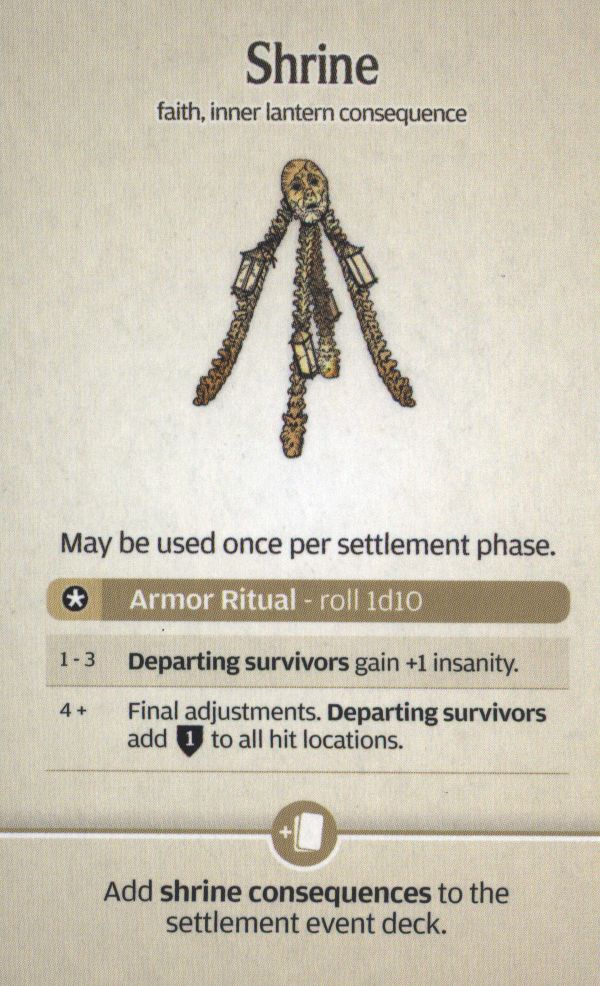 Shrine
faith, inner lantern consequence
May be used once per settlement phase.
Armor Ritual - roll 1d10
1 - 3 Departing survivors gain +1 insanity.
4 + Final adjustments. Departing survivors
add 1 to all hit locations.
+
Add shrine consequences to the
settlement event deck.